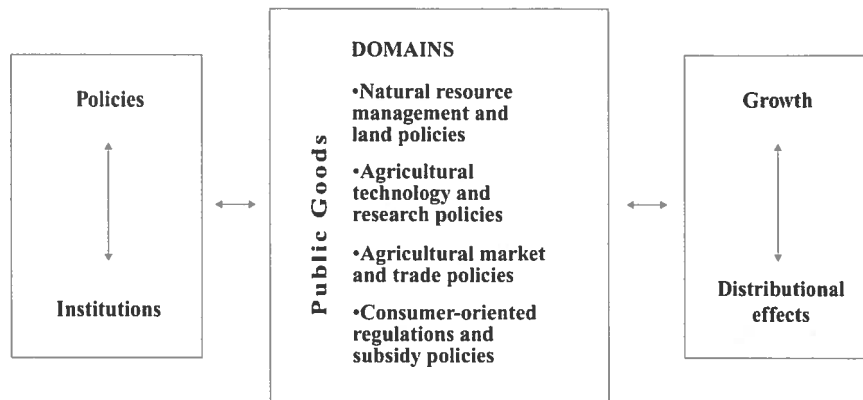 Policies
Institutions
Public Goods
DOMAINS
•Natural resource
management and
land policies
•Agricultural
technology and
research policies
•Agricultural market
and trade policies
•Consumer-oriented
regulations and
subsidy policies
Growth
Distributional
effects